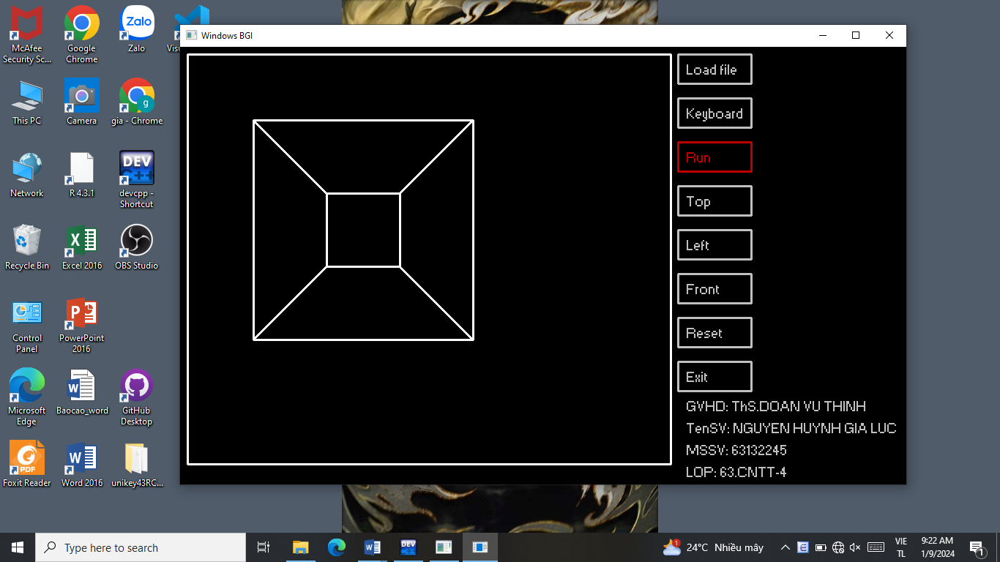 McAfee
Security Sc...
Google
Chrome
Zalo
This PC
Camera
g
gia - Chrome
Network
R 4.3.1
DEV
C++
devcpp -
Shortcut
Recycle Bin
Excel 2016
OBS Studio
Control
Panel
PowerPoint
2016
Microsoft
Edge
Baocao_word
GitHub
Desktop
PDF
Foxit Reader
Word 2016
unikey43RC...
Windows BGI
Load file
Keyboard
Run
Top
Left
Front
Reset
Exit
GVHD: ThS.DOAN VU THINH
TenSV: NGUYEN HUYNH GIA LUC
MSSV: 63132245
LOP: 63.CNTT-4
Type here to search
DEV
1
24°C Nhiều mây
VIE
TL
9:22 AM
1/9/2024
1